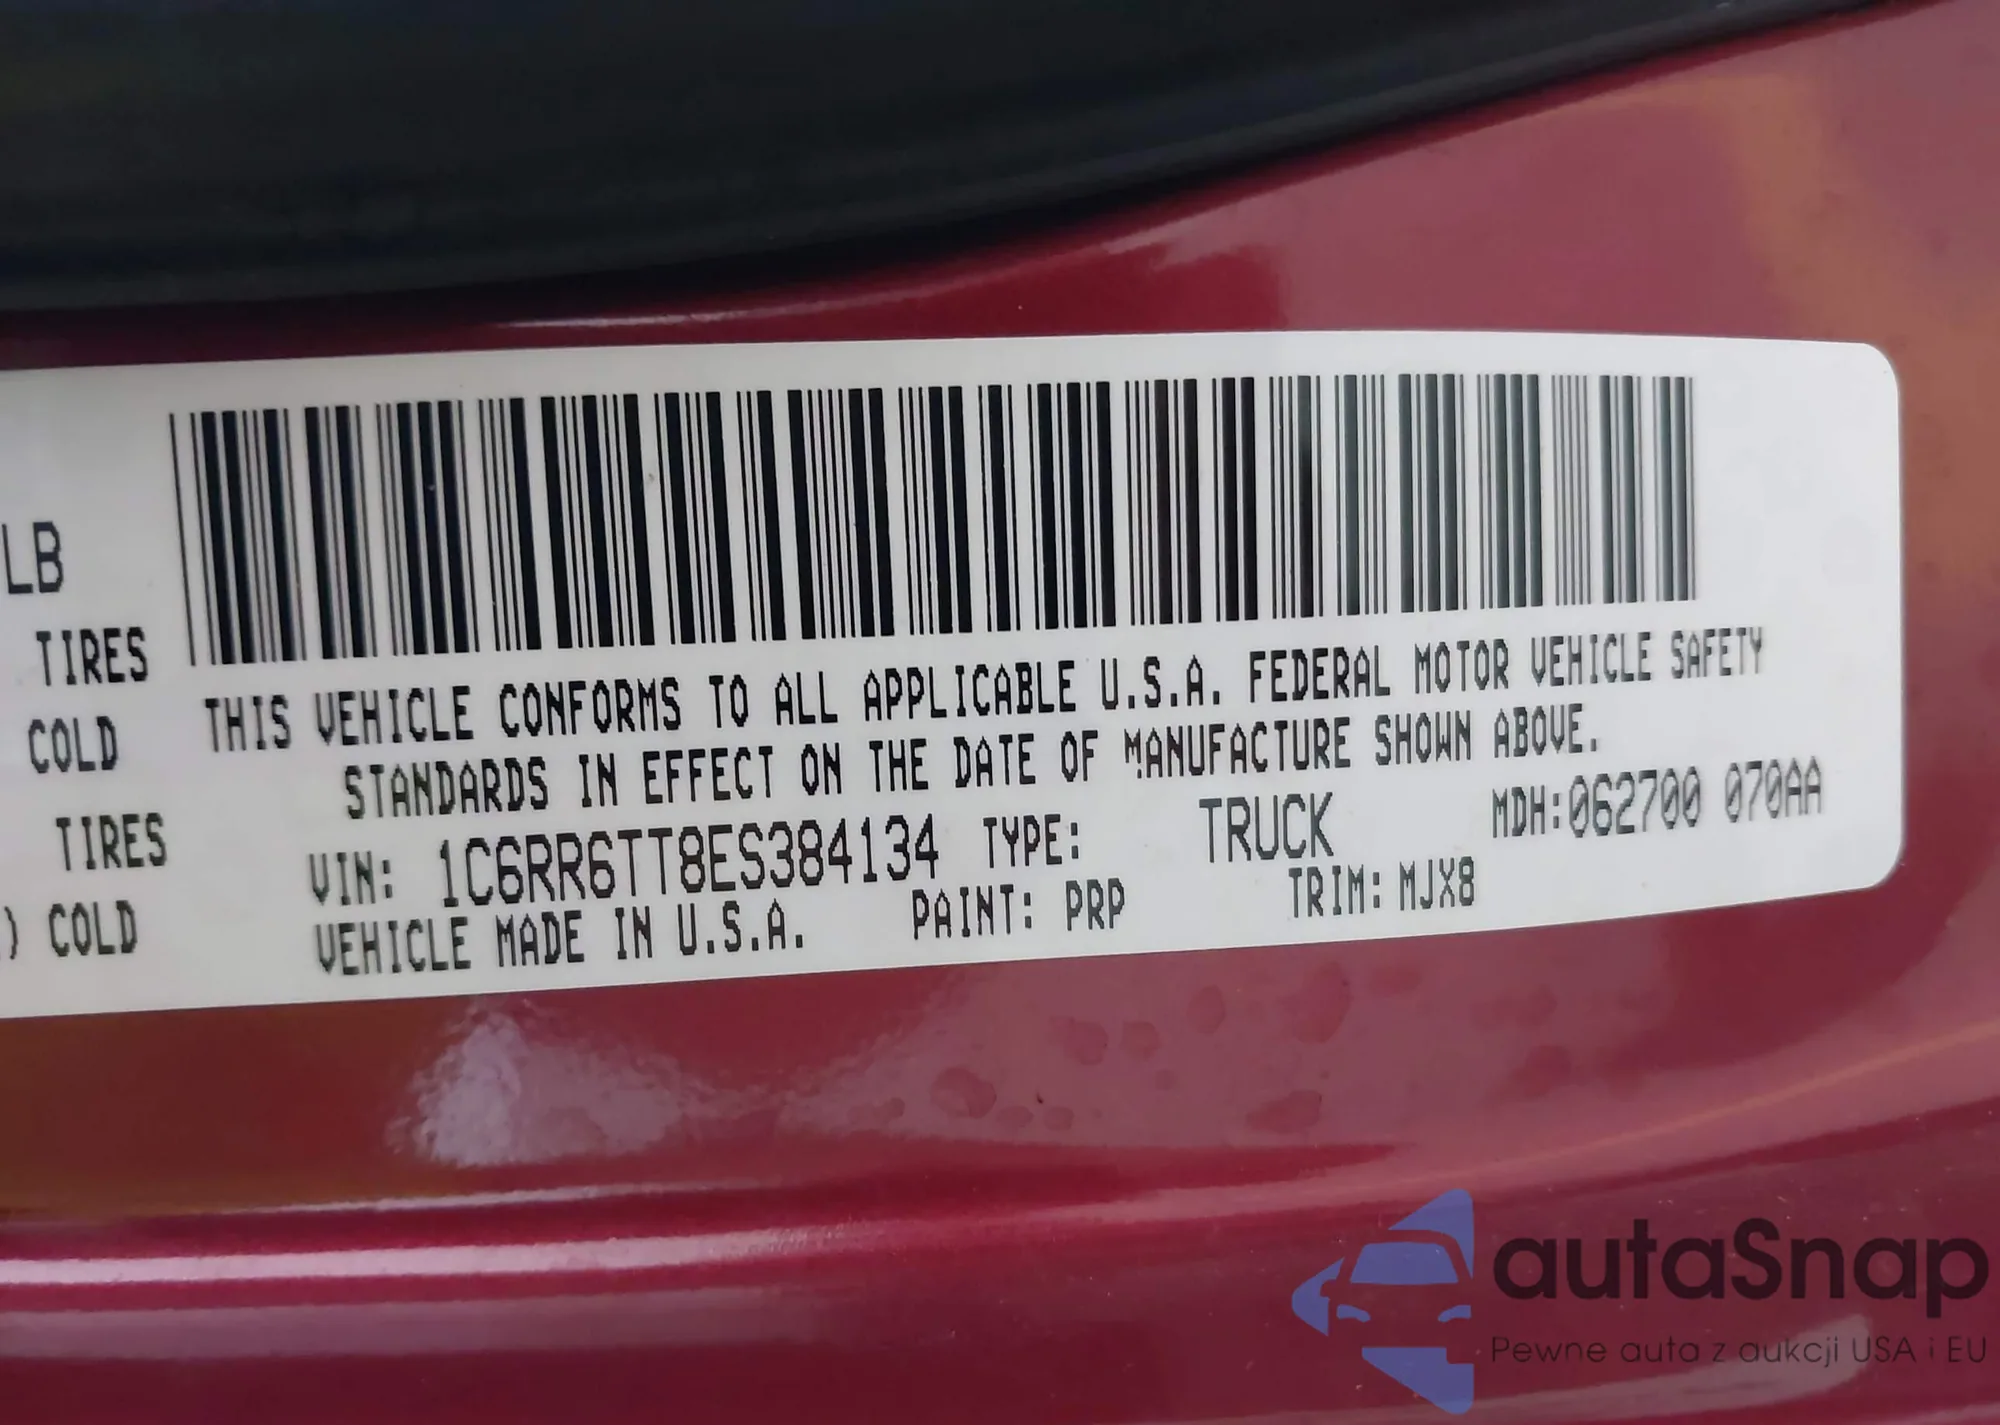 LB
TIRES
COLD
TIRES
) COLD
THIS VEHICLE CONFORMS TO ALL APPLICABLE U.S.A. FEDERAL MOTOR VEHICLE SAFETY
STANDARDS IN EFFECT ON THE DATE OF MANUFACTURE SHOWN ABOVE.
VIN: 1C6RR6TT8ES384134 TYPE: TRUCK MDH:062700 070AA
VEHICLE MADE IN U.S.A. PAINT: PRP TRIM: MJX8
autaSnap
Pewne auta z aukcji USA i EU